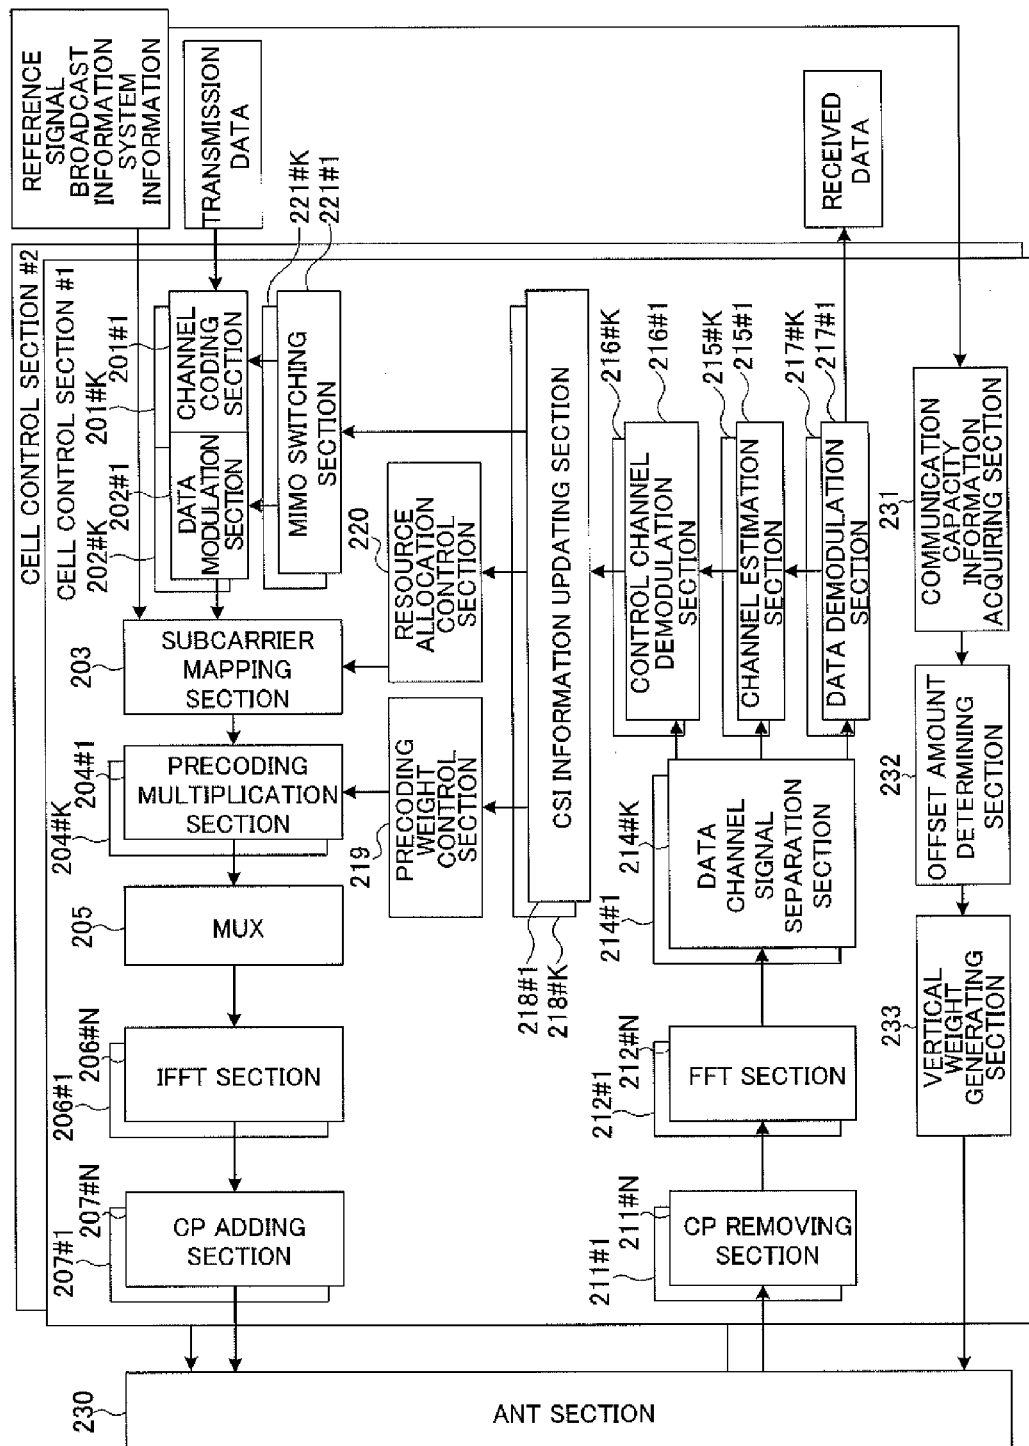 REFERENCE
SIGNAL
BROADCAST
INFORMATION
SYSTEM
INFORMATION
TRANSMISSION
DATA
RECEIVED
DATA
CELL CONTROL SECTION #2
CELL CONTROL SECTION #1
201#1
201#K
CHANNEL
CODING
SECTION
202#1
202#K
DATA
MODULATION
SECTION
221#K
221#1
MIMO SWITCHING
SECTION
203
SUBCARRIER
MAPPING
SECTION
220
RESOURCE
ALLOCATION
CONTROL
SECTION
204#1
204#K
PRECODING
MULTIPLICATION
SECTION
219
PRECODING
WEIGHT
CONTROL
SECTION
205
MUX
206#N
206#1
IFFT SECTION
207#N
207#1
CP ADDING
SECTION
CSI INFORMATION UPDATING SECTION
218#1
218#K
216#K
216#1
CONTROL CHANNEL
DEMODULATION
SECTION
215#K
215#1
CHANNEL ESTIMATION
SECTION
217#K
217#1
DATA DEMODULATION
SECTION
214#K
214#1
DATA
CHANNEL
SIGNAL
SEPARATION
SECTION
212#N
212#1
FFT SECTION
211#N
211#1
CP REMOVING
SECTION
231
COMMUNICATION
CAPACITY
INFORMATION
ACQUIRING SECTION
232
OFFSET AMOUNT
DETERMINING
SECTION
233
VERTICAL
WEIGHT
GENERATING
SECTION
230
ANT SECTION